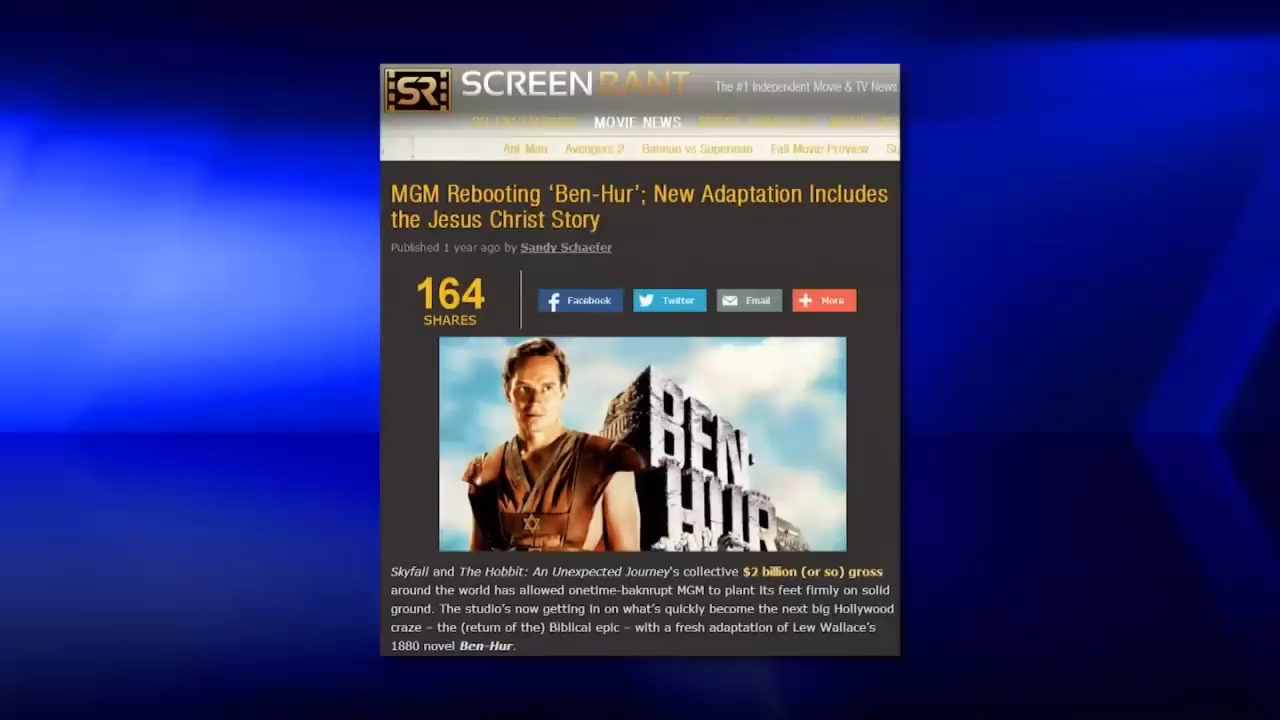 SR SCREEN RANT The #1 Independent Movie & TV News
MOVIE NEWS
Ant-Man Avengers 2 Batman vs Superman Fall Movie Preview
MGM Rebooting ‘Ben-Hur’; New Adaptation Includes
the Jesus Christ Story
Published 1 year ago by Sandy Schaefer
164
SHARES
Facebook Twitter Email More
BEN-
HUR
Skyfall and The Hobbit: An Unexpected Journey's collective $2 billion (or so) gross
around the world has allowed onetime-baknrupt MGM to plant its feet firmly on solid
ground. The studio's now getting in on what's quickly become the next big Hollywood
craze – the (return of the) Biblical epic – with a fresh adaptation of Lew Wallace's
1880 novel Ben-Hur.